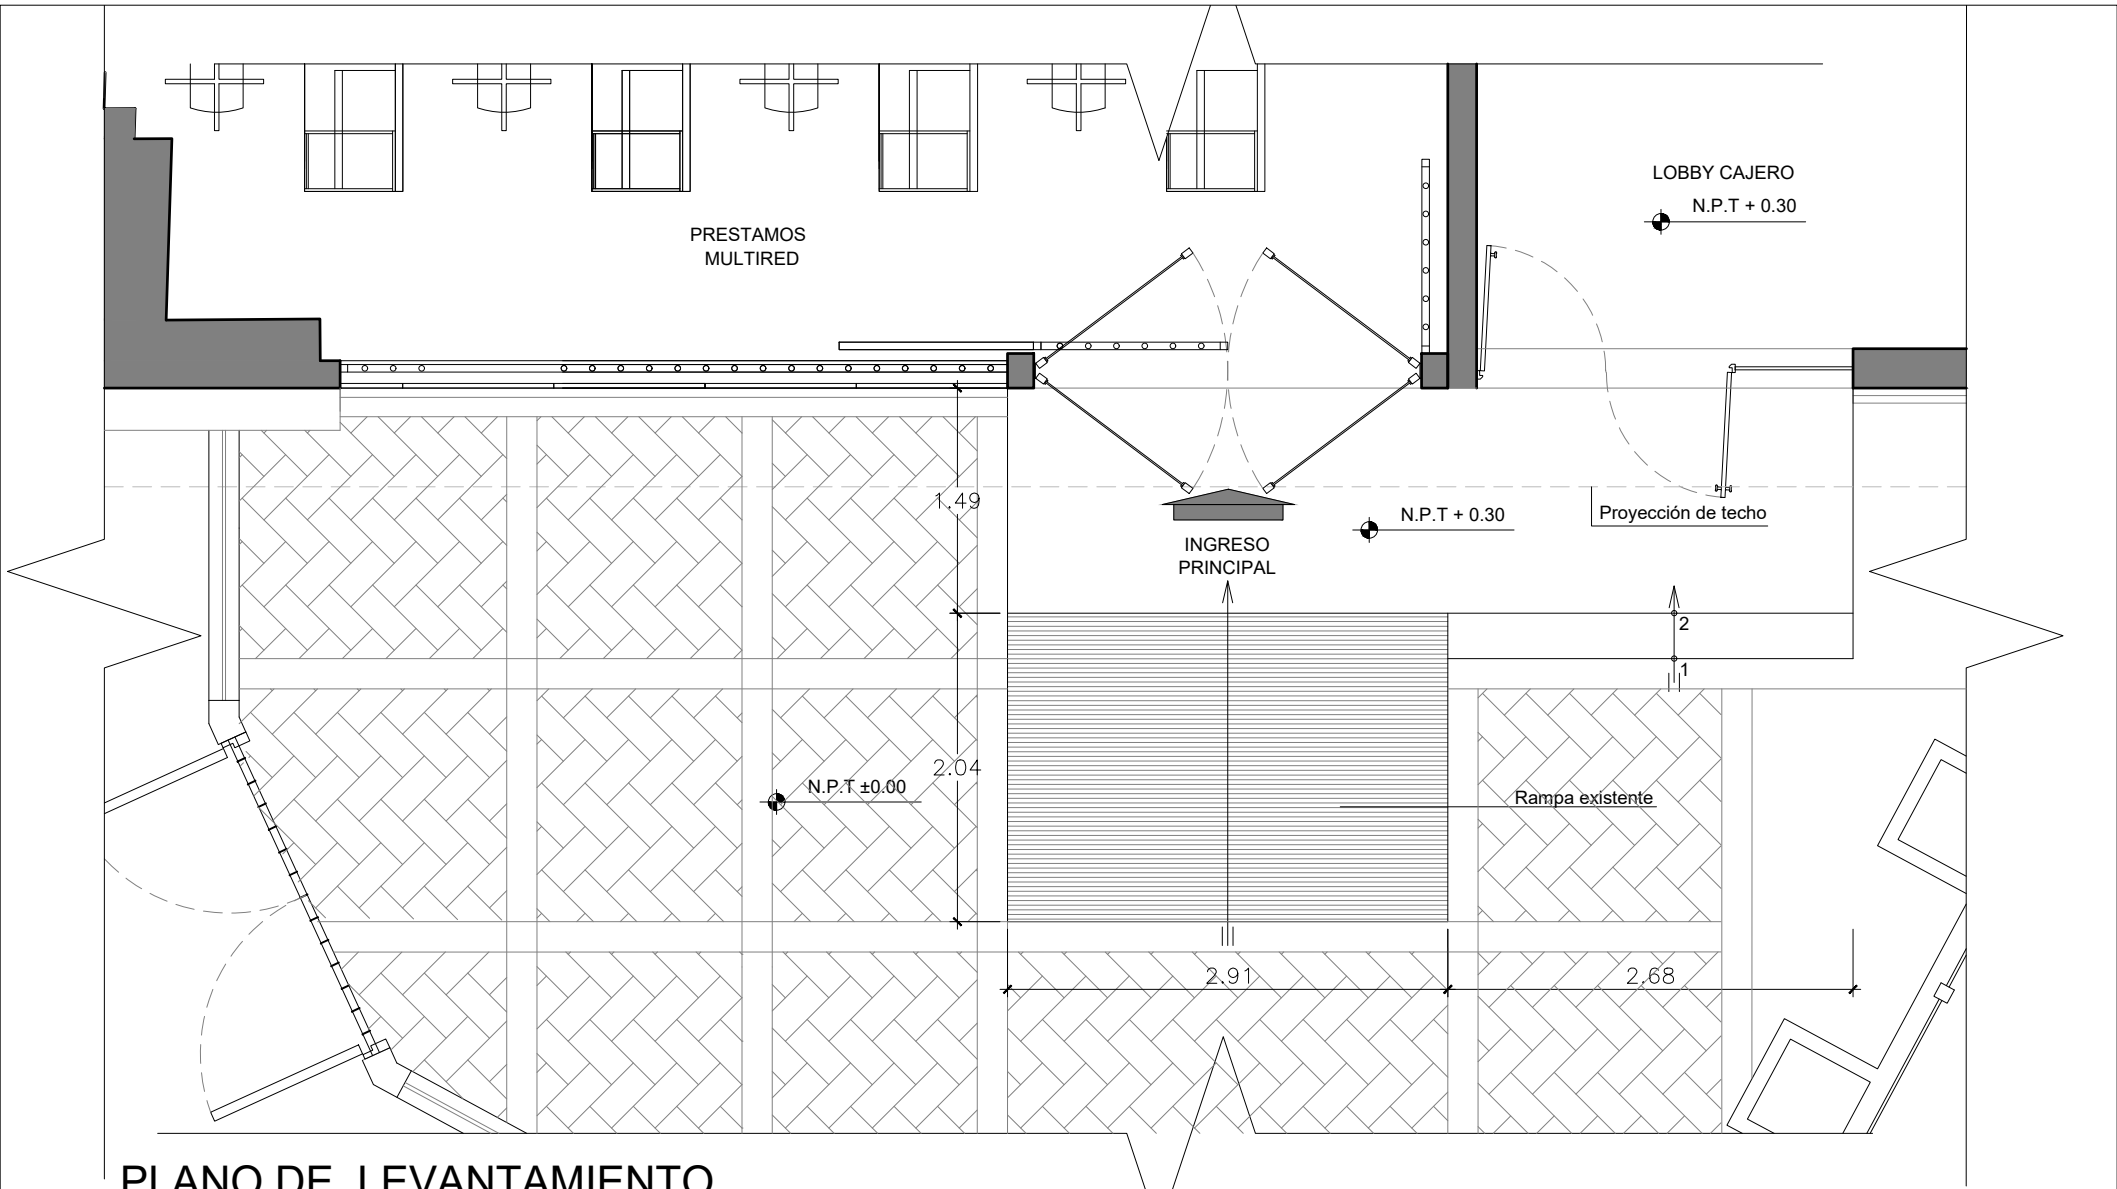 LOBBY CAJERO
N.P.T + 0.30
PRESTAMOS
MULTIRED
1.49
N.P.T + 0.30
Proyección de techo
INGRESO
PRINCIPAL
2
1
2.04
N.P.T ±0.00
Rampa existente
2.91
2.68
PLANO DE LEVANTAMIENTO